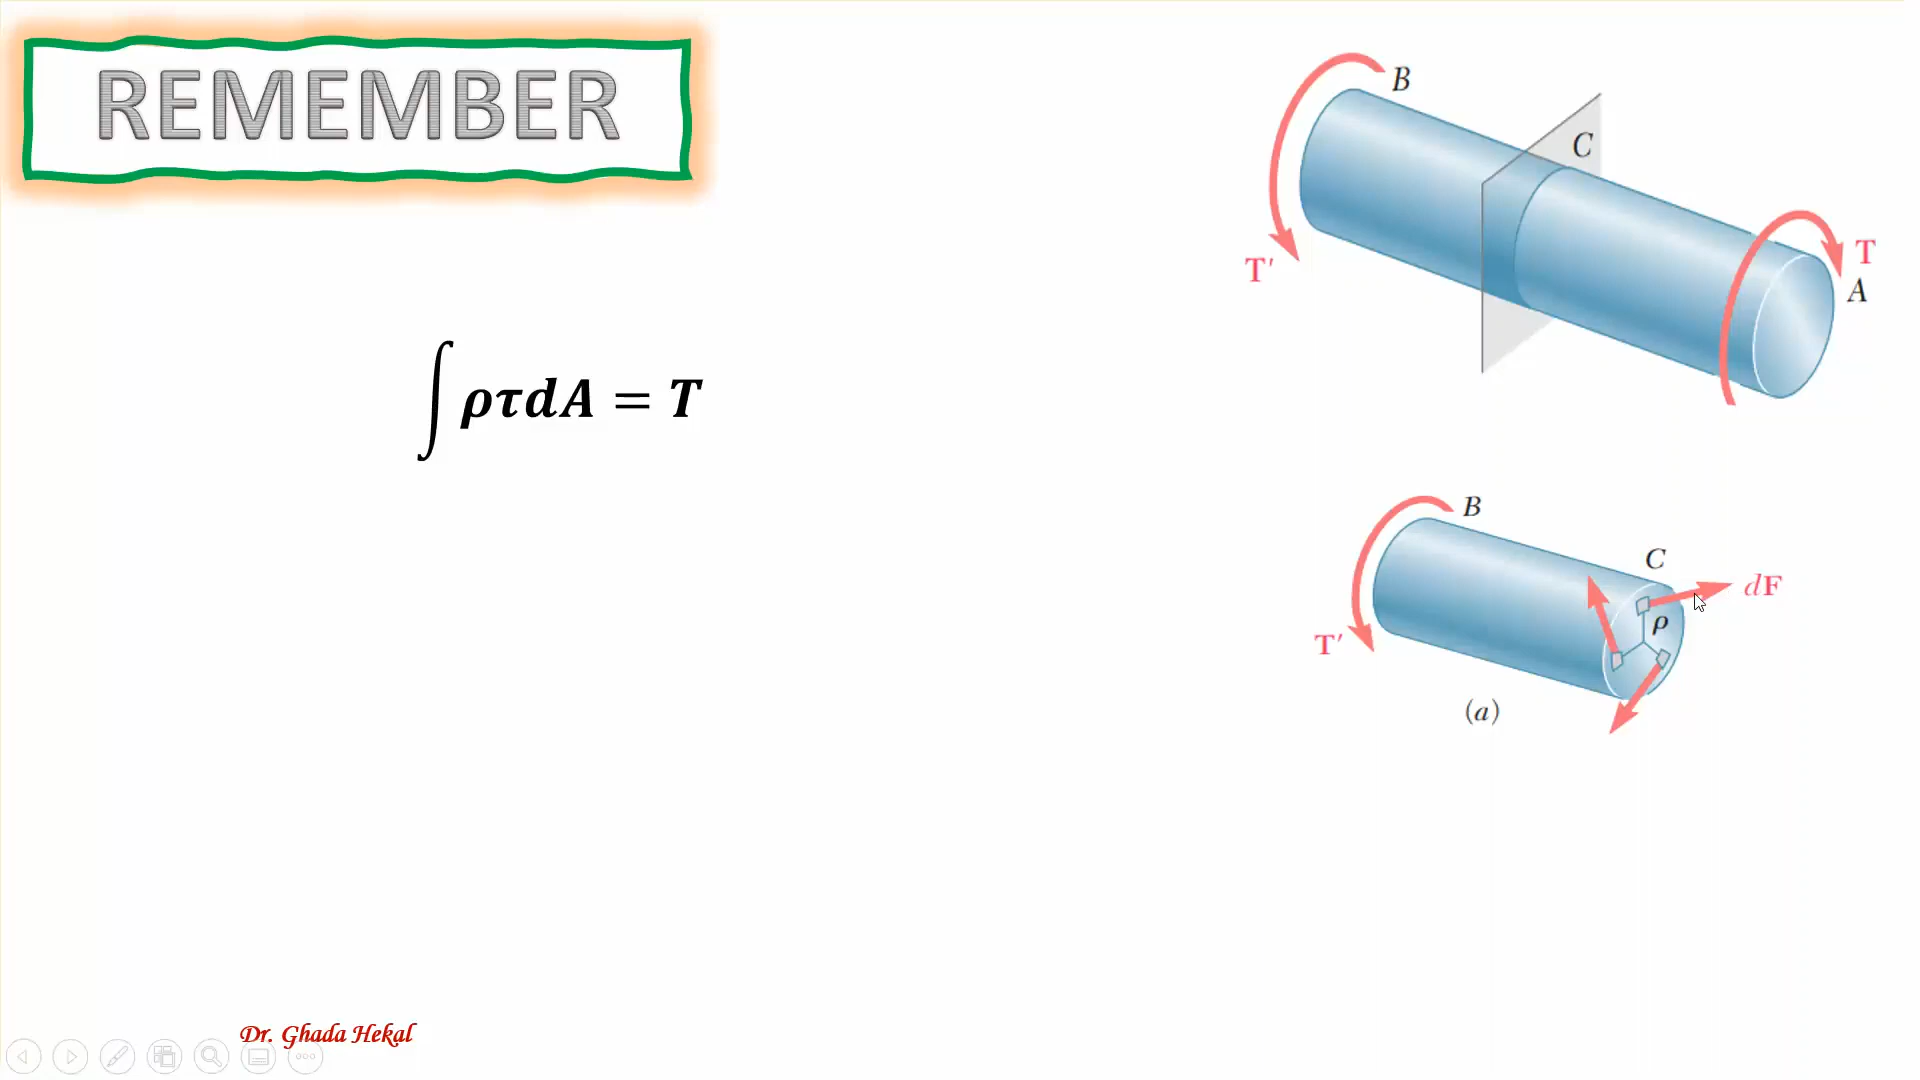 REMEMBER
B
C
T
A
T′
∫ρτdA = T
B
C
dF
ρ
T′
(a)
Dr. Ghada Hekal